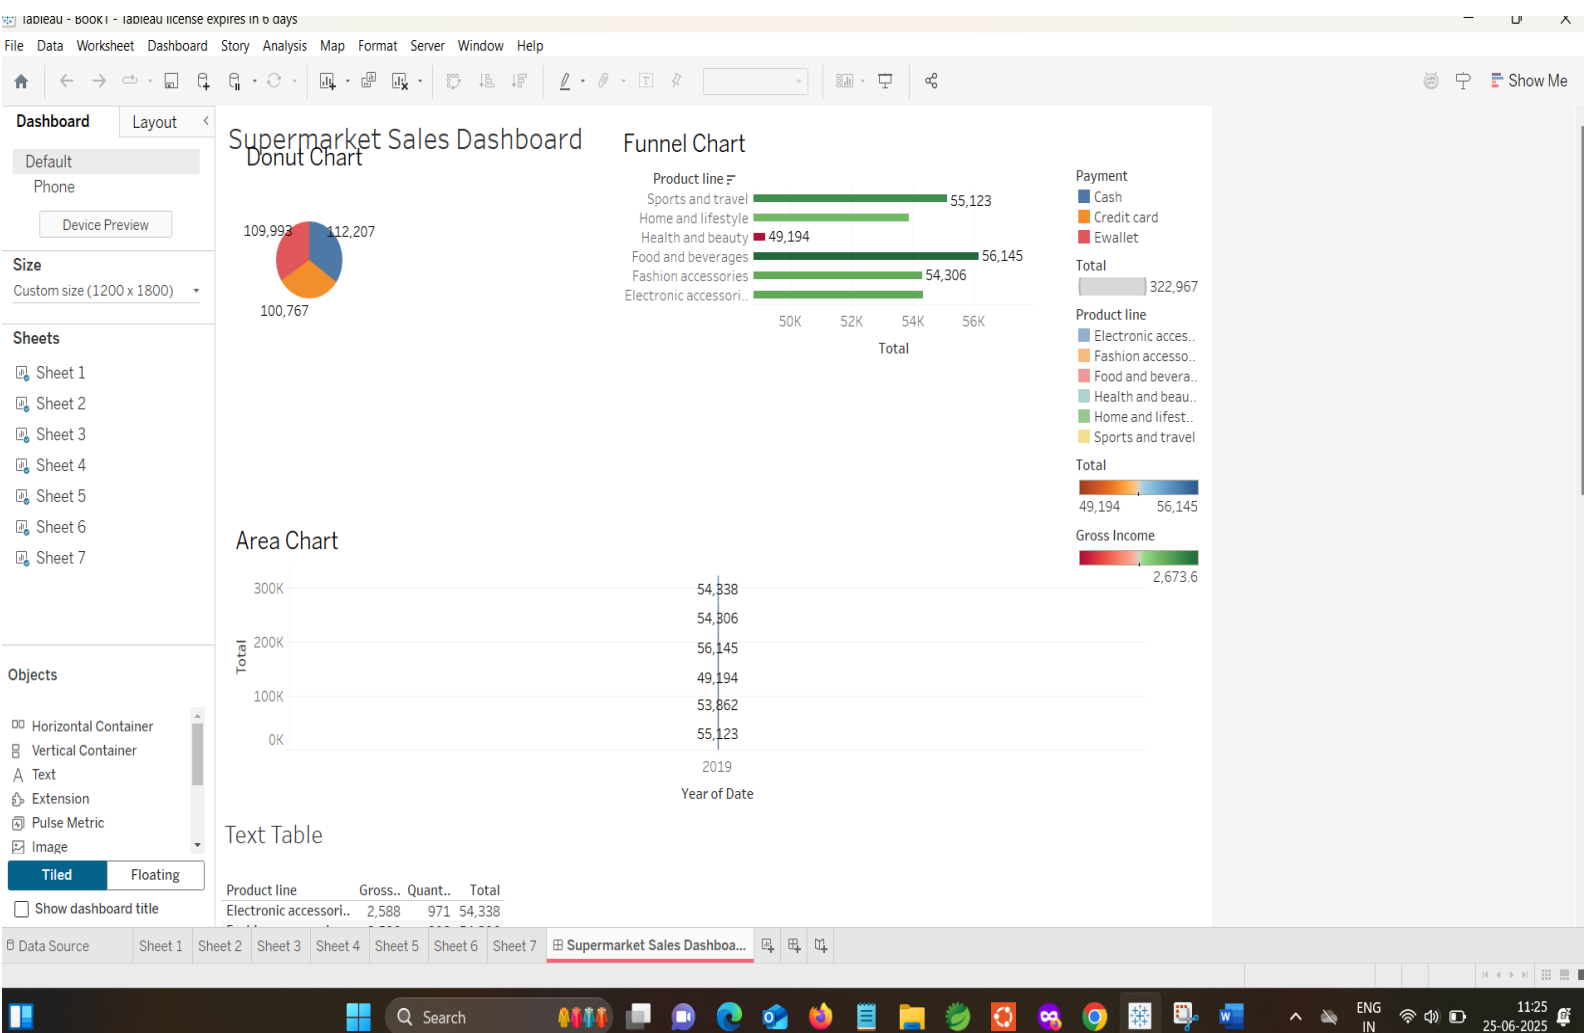 Tableau - Book1 - Tableau license expires in 6 days
File Data Worksheet Dashboard Story Analysis Map Format Server Window Help
Show Me
Dashboard Layout
Default
Phone
Device Preview
Size
Custom size (1200 x 1800)
Sheets
Sheet 1
Sheet 2
Sheet 3
Sheet 4
Sheet 5
Sheet 6
Sheet 7
Objects
Horizontal Container
Vertical Container
Text
Extension
Pulse Metric
Image
Tiled Floating
Show dashboard title
Supermarket Sales Dashboard
Donut Chart
109,993 112,207
100,767
Funnel Chart
Product line
Sports and travel 55,123
Home and lifestyle
Health and beauty 49,194
Food and beverages 56,145
Fashion accessories 54,306
Electronic accessori..
50K 52K 54K 56K
Total
Payment
Cash
Credit card
Ewallet
Total
322,967
Product line
Electronic acces..
Fashion accesso..
Food and bevera..
Health and beau..
Home and lifest..
Sports and travel
Total
49,194 56,145
Gross Income
2,673.6
Area Chart
Total
300K
200K
100K
0K
54,338
54,306
56,145
49,194
53,862
55,123
2019
Year of Date
Text Table
Product line Gross.. Quant.. Total
Electronic accessori.. 2,588 971 54,338
Data Source Sheet 1 Sheet 2 Sheet 3 Sheet 4 Sheet 5 Sheet 6 Sheet 7 Supermarket Sales Dashboa...
Search
ENG
IN
11:25
25-06-2025